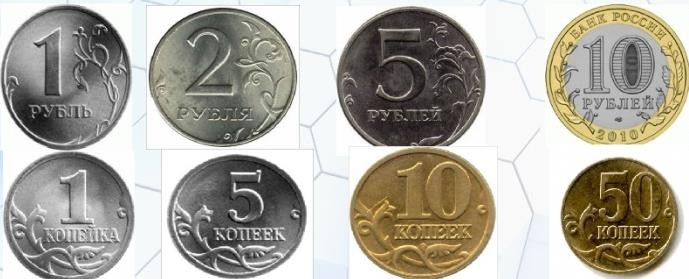 1
РУБЛЬ
2
РУБЛЯ
5
РУБЛЕЙ
БАНК РОССИИ
10
РУБЛЕЙ
2010
1
КОПЕЙКА
5
КОПЕЕК
10
КОПЕЕК
50
КОПЕЕК